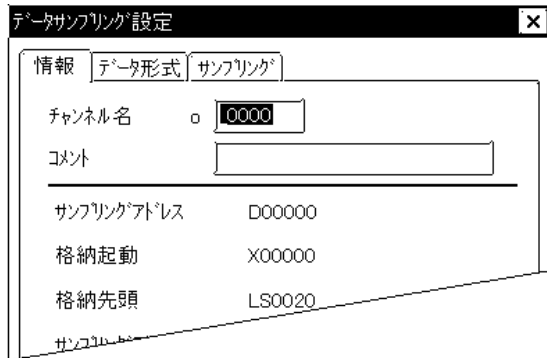 データサンプリング設定
情報 データ形式 サンプリング
チャンネル名 o 0000
コメント
サンプリングアドレス D00000
格納起動 X00000
格納先頭 LS0020